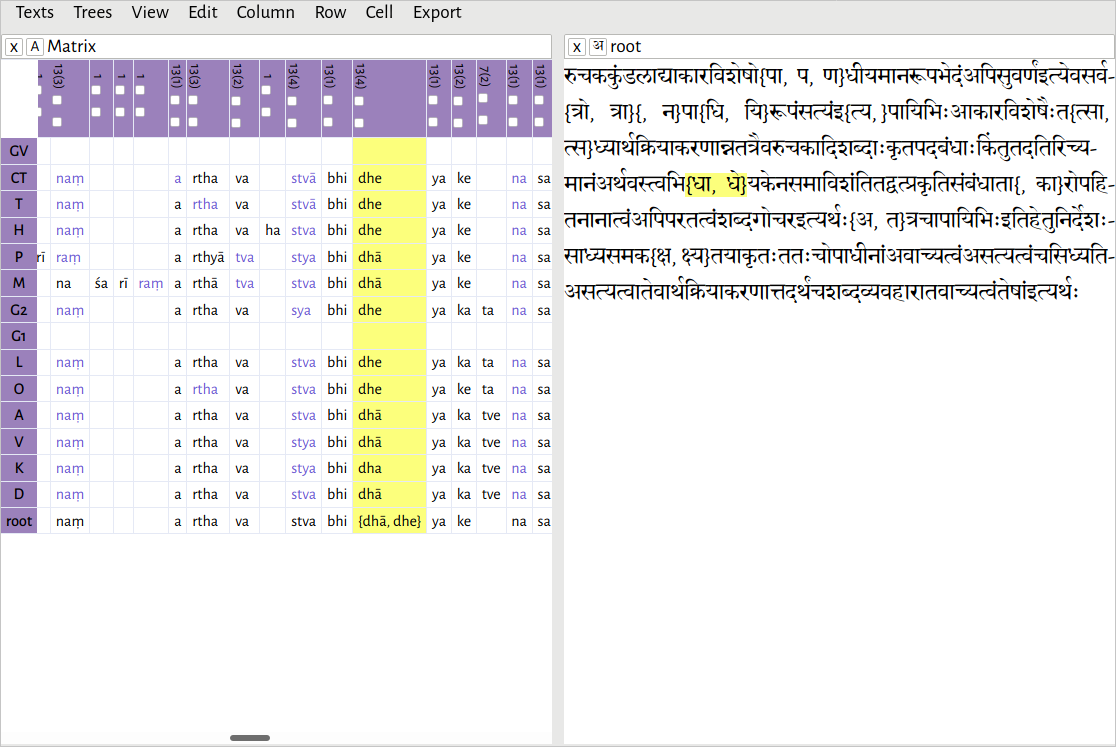 Texts Trees View Edit Column Row Cell Export
x A Matrix
x अ root
1 13(3) 1 1 1 13(1) 13(3) 13(2) 1 13(4) 13(1) 13(4) 13(1) 13(2) 7(2) 13(1) 13(1)
GV
CT naṃ a rtha va stvā bhi dhe ya ke na sa
T naṃ a rtha va stvā bhi dhe ya ke na sa
H naṃ a rtha va ha stva bhi dhe ya ke na sa
P rī raṃ a rthyā tva stya bhi dhā ya ke na sa
M na śa rī raṃ a rthā tva stva bhi dhā ya ke na sa
G2 naṃ a rtha va sya bhi dhe ya ka ta na sa
G1
L naṃ a rtha va stva bhi dhe ya ka ta na sa
O naṃ a rtha va stva bhi dhe ya ke ta na sa
A naṃ a rtha va stva bhi dhā ya ka tve na sa
V naṃ a rtha va stya bhi dhā ya ka tve na sa
K naṃ a rtha va stya bhi dha ya ka tve na sa
D naṃ a rtha va stva bhi dhā ya ka tve na sa
root naṃ a rtha va stva bhi {dhā, dhe} ya ke na sa
रुचककुंडलाद्याकारविशेषो{पा, प, ण}धीयमानरूपभेदंअपिसुवर्णंइत्येवसर्व-
{त्रो, त्रा}{, न}पा{धि, यि}रूपंसत्यंइ{त्य, }पायिभिःआकारविशेषैःत{त्सा,
त्स}ध्यार्थक्रियाकरणान्नतत्रैवरुचकादिशब्दाःकृतपदबंधाःकिंतुतदतिरिच्य-
मानंअर्थवस्त्वभि{धा, धे}यकेनसमाविशंतितद्वत्प्रकृतिसंबंधाता{, का}रोपहि-
तनानात्वंअपिपरतत्वंशब्दगोचरइत्यर्थः{अ, त}त्रचापायिभिःइतिहेतुनिर्देशः-
साध्यसमक{क्ष, क्ष्य}तयाकृतःततःचोपाधीनांअवाच्यत्वंअसत्यत्वंचसिध्यति-
असत्यत्वातेवार्थक्रियाकरणात्तदर्थंचशब्दव्यवहारातवाच्यत्वंतेषांइत्यर्थः